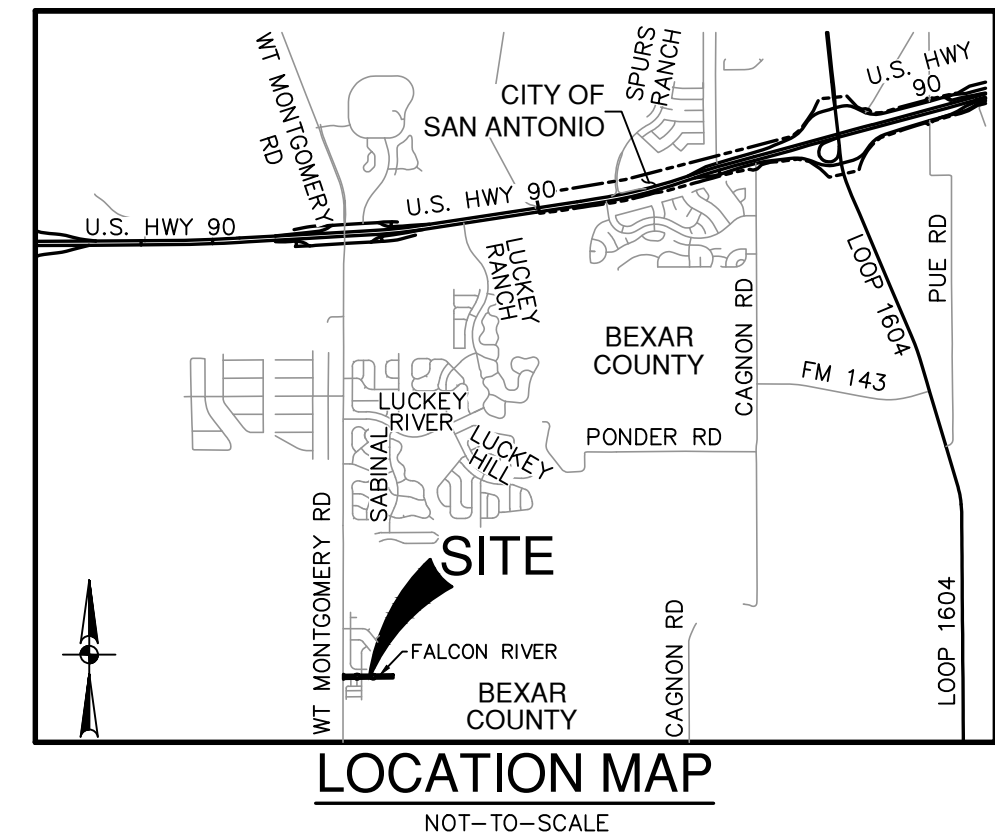 WT MONTGOMERY
RD
SPURS
RANCH
CITY OF
SAN ANTONIO
U.S. HWY
90
U.S. HWY 90
U.S. HWY 90
LUCKEY
RANCH
LOOP 1604
PUE RD
BEXAR
COUNTY
CAGNON RD
FM 143
LUCKEY
RIVER
SABINAL
LUCKEY
HILL
PONDER RD
WT MONTGOMERY RD
SITE
FALCON RIVER
BEXAR
COUNTY
CAGNON RD
LOOP 1604
LOCATION MAP
NOT-TO-SCALE